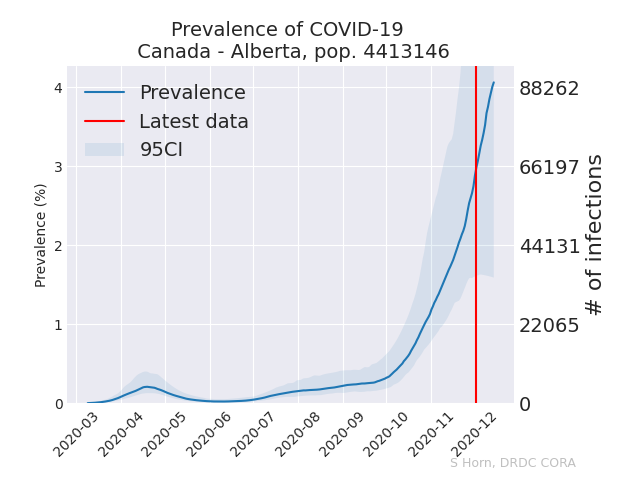 Prevalence of COVID-19
Canada - Alberta, pop. 4413146
Prevalence
Latest data
95CI
Prevalence (%)
4
3
2
1
0
88262
66197
44131
22065
0
# of infections
2020-03
2020-04
2020-05
2020-06
2020-07
2020-08
2020-09
2020-10
2020-11
2020-12
S Horn, DRDC CORA